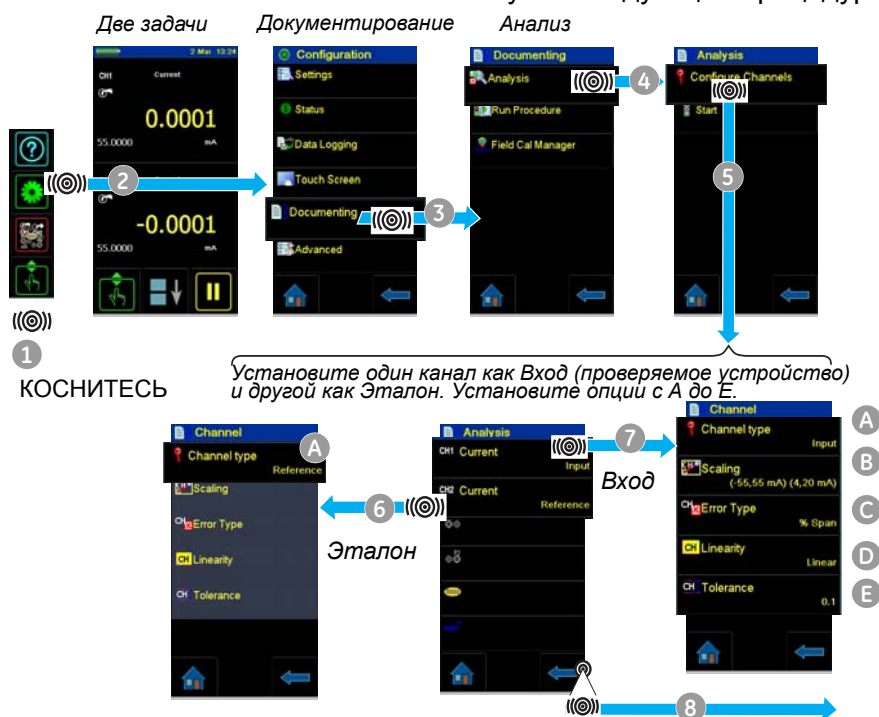 Две задачи
Документирование
Анализ
2 Mar 13:24
CH1
Current
0.0001
55.0000
mA
-0.0001
55.0000
mA
2
Configuration
Settings
Status
Data Logging
Touch Screen
Documenting
Advanced
3
Documenting
Analysis
Run Procedure
Field Cal Manager
4
Analysis
Configure Channels
Start
5
1
КОСНИТЕСЬ
Установите один канал как Вход (проверяемое устройство)
и другой как Эталон. Установите опции с А до Е.
Channel
Channel type
Reference
A
Scaling
Error Type
Linearity
Tolerance
6
Эталон
Analysis
CH1 Current
Input
CH2 Current
Reference
7
Вход
Channel
Channel type
Input
A
Scaling
(-55,55 mA) (4,20 mA)
B
Error Type
% Span
C
CH Linearity
Linear
D
CH Tolerance
0.1
E
8